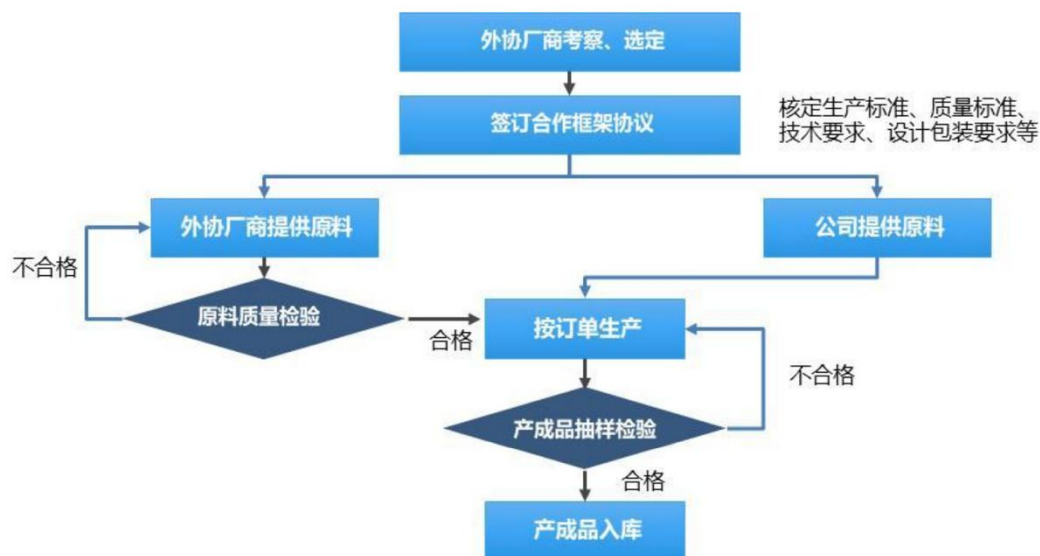 外协厂商考察、选定
签订合作框架协议
核定生产标准、质量标准、
技术要求、设计包装要求等
外协厂商提供原料
公司提供原料
不合格
原料质量检验
合格
按订单生产
不合格
产成品抽样检验
合格
产成品入库